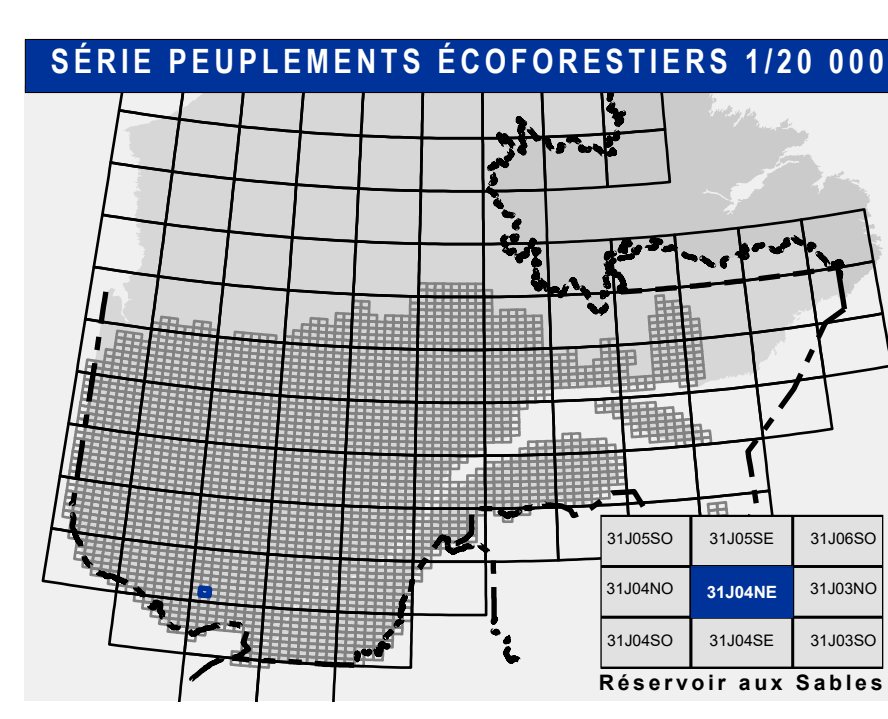 SÉRIE PEUPLEMENTS ÉCOFORESTIERS 1/20 000
31J05SO 31J05SE 31J06SO
31J04NO 31J04NE 31J03NO
31J04SO 31J04SE 31J03SO
Réservoir aux Sables